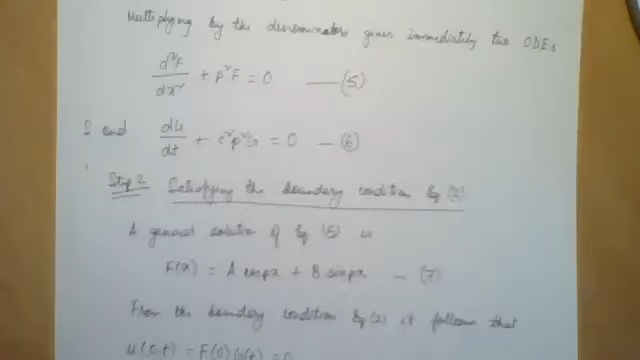 Multiplying by the denominators gives immediately two ODEs
d²F/dx² + p²F = 0 —(5)
and dG/dt + c²p²G = 0 —(6)
Step 2 Satisfying the boundary condition Eq (2)
A general solution of Eq (5) is
F(x) = A cos px + B sin px — (7)
From the boundary condition Eq (2) it follows that
u(0,t) = F(0)G(t) = 0